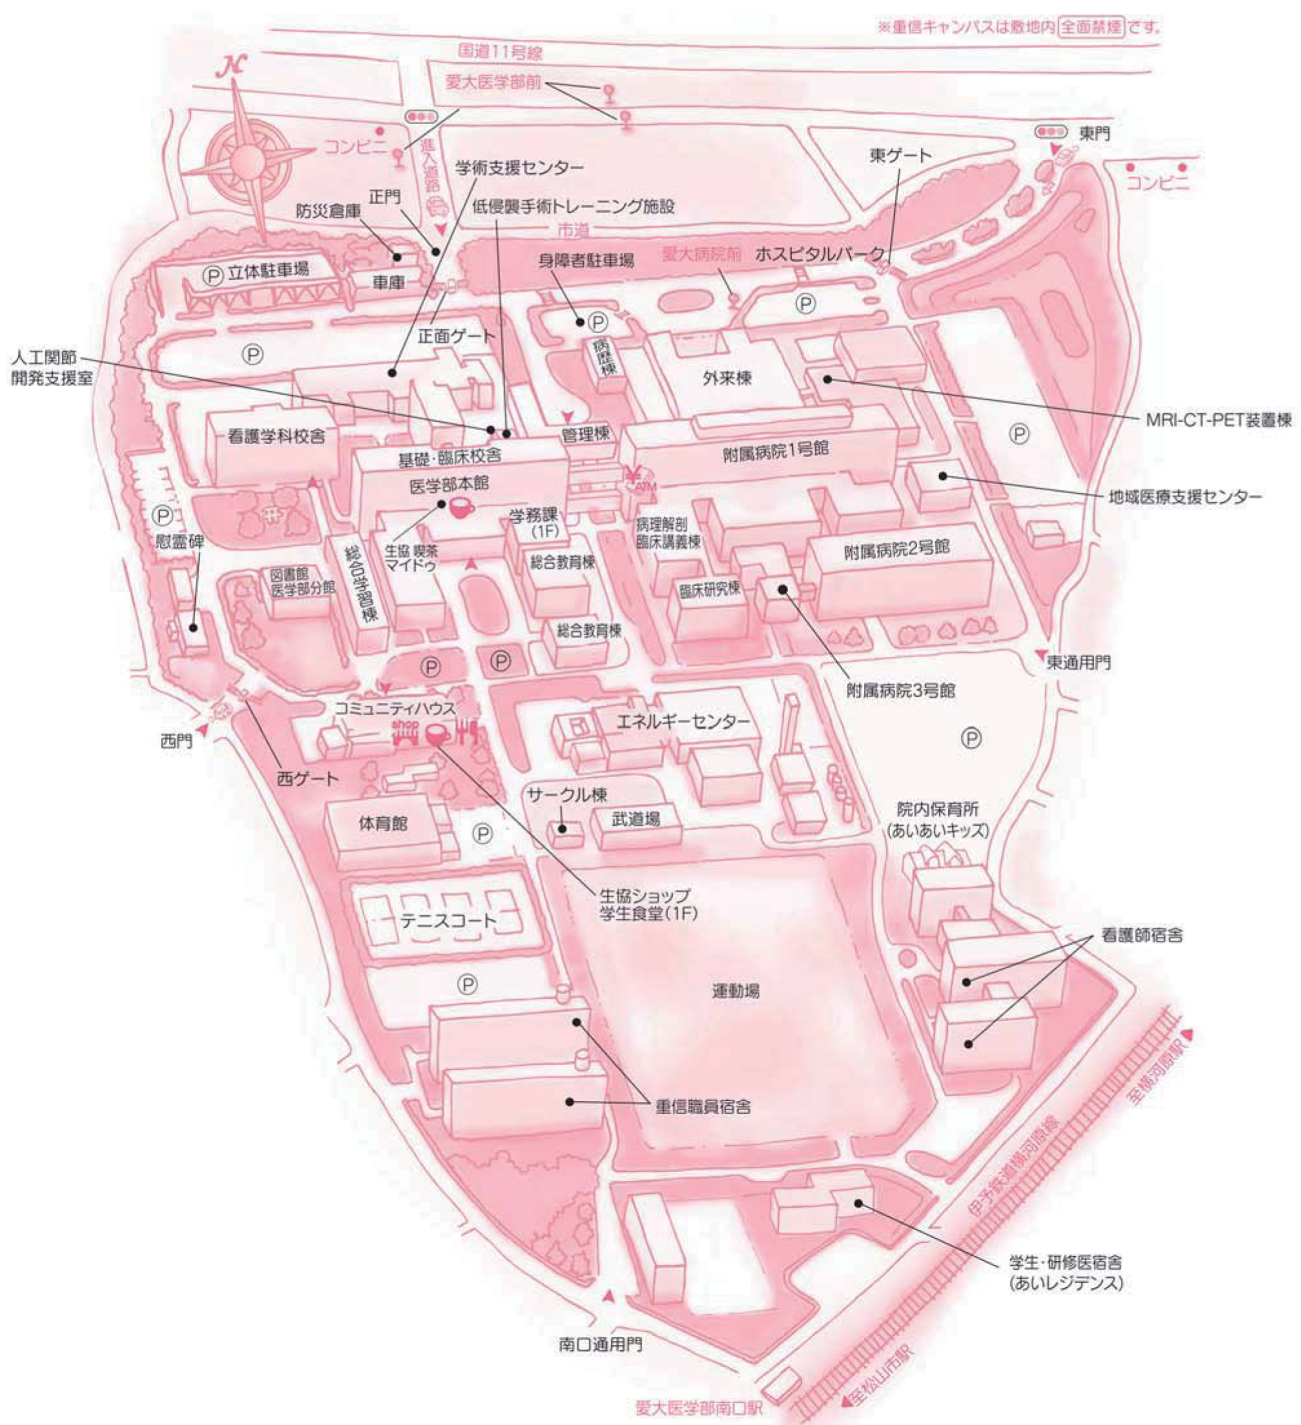 ※重信キャンパスは敷地内全面禁煙です。
国道11号線
N
愛大医学部前
コンビニ
進入道路
学術支援センター
東ゲート
東門
コンビニ
防災倉庫
正門
低侵襲手術トレーニング施設
市道
身障者駐車場
愛大病院前
ホスピタルパーク
P 立体駐車場
車庫
正面ゲート
P
P
人工関節
開発支援室
病歴棟
外来棟
MRI-CT-PET装置棟
看護学科校舎
管理棟
P
基礎・臨床校舎
附属病院1号館
医学部本館
¥
ATM
地域医療支援センター
P
慰霊碑
学務課
(1F)
病理解剖
臨床講義棟
生協 喫茶
マイドゥ
総合教育棟
附属病院2号館
図書館
医学部分館
総合学習棟
臨床研究棟
総合教育棟
P
P
東通用門
附属病院3号館
コミュニティハウス
shop
エネルギーセンター
西門
西ゲート
P
サークル棟
武道場
体育館
P
院内保育所
(あいあいキッズ)
生協ショップ
学生食堂(1F)
テニスコート
看護師宿舎
P
運動場
重信職員宿舎
至横河原駅
伊予鉄道横河原線
学生・研修医宿舎
(あいレジデンス)
南口通用門
至松山市駅
愛大医学部南口駅